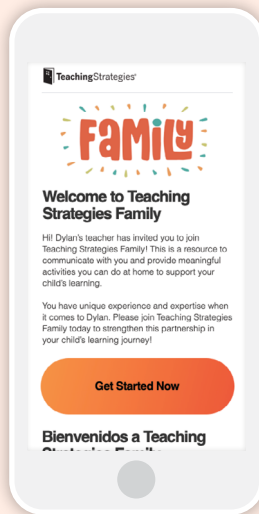 TeachingStrategies®
FAMILY
Welcome to Teaching
Strategies Family
Hi! Dylan's teacher has invited you to join
Teaching Strategies Family! This is a resource to
communicate with you and provide meaningful
activities you can do at home to support your
child's learning.
You have unique experience and expertise when
it comes to Dylan. Please join Teaching Strategies
Family today to strengthen this partnership in
your child's learning journey!
Get Started Now
Bienvenidos a Teaching
Strategies Family